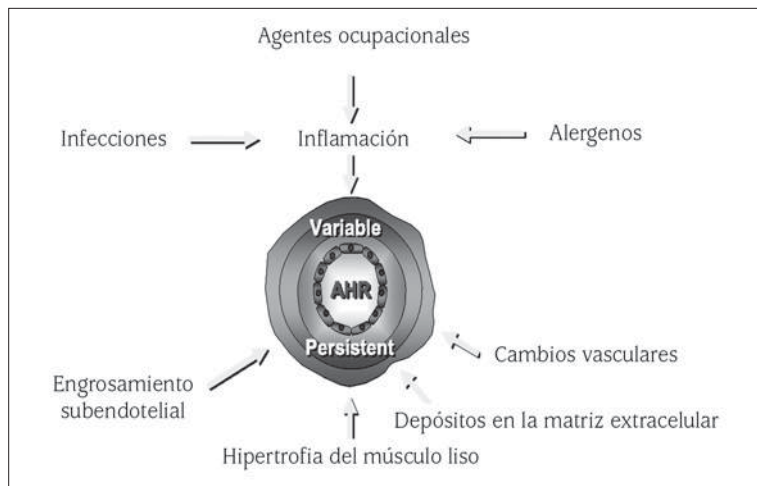 Agentes ocupacionales
Infecciones
Inflamación
Alergenos
Variable
AHR
Persistent
Cambios vasculares
Engrosamiento
subendotelial
Depósitos en la matriz extracelular
Hipertrofia del músculo liso